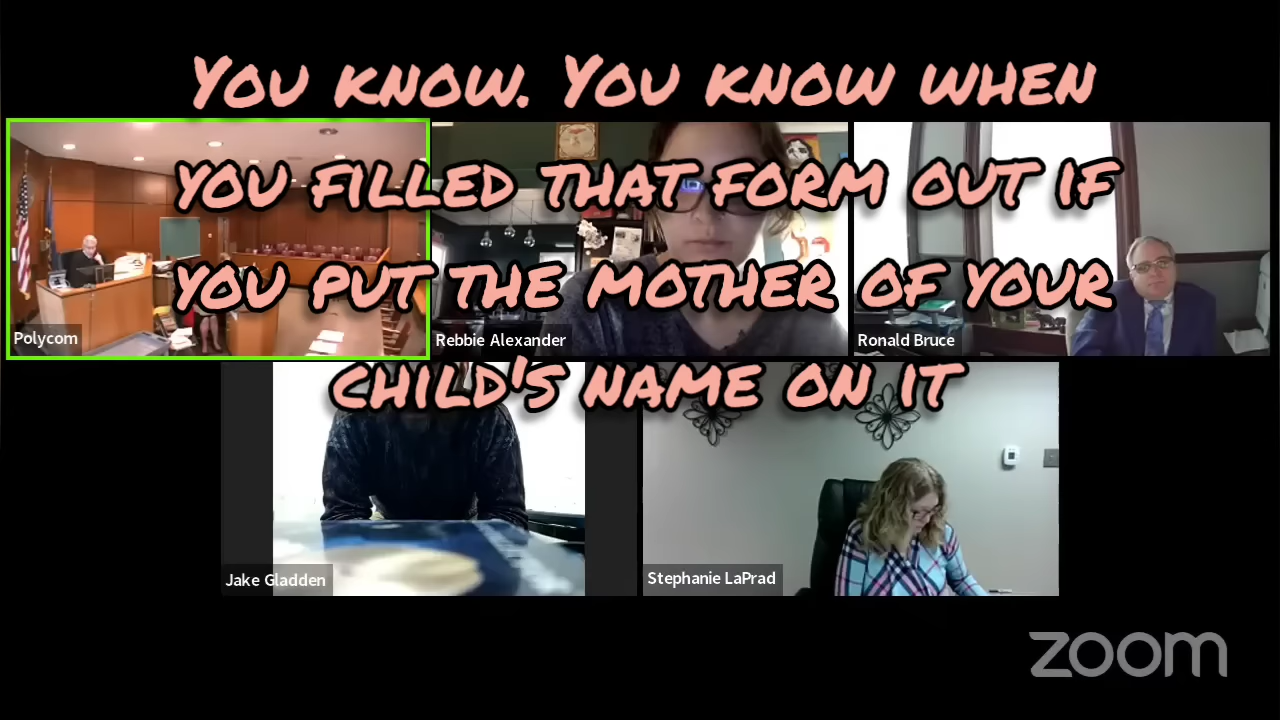 You know. You know when
you filled that form out if
you put the mother of your
child's name on it
Polycom
Rebbie Alexander
Ronald Bruce
Jake Gladden
Stephanie LaPrad
zoom